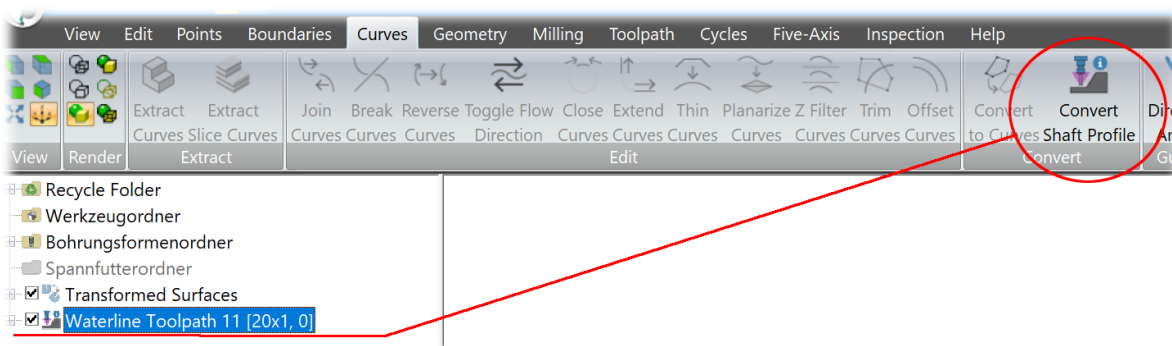 View Edit Points Boundaries Curves Geometry Milling Toolpath Cycles Five-Axis Inspection Help
Extract Extract Join Break Reverse Toggle Flow Close Extend Thin Planarize Z Filter Trim Offset Convert Convert
Curves Slice Curves Curves Curves Curves Direction Curves Curves Curves Curves Curves Curves Curves to Curves Shaft Profile
View Render Extract Edit Convert
Recycle Folder
Werkzeugordner
Bohrungsformenordner
Spannfutterordner
Transformed Surfaces
Waterline Toolpath 11 [20x1, 0]